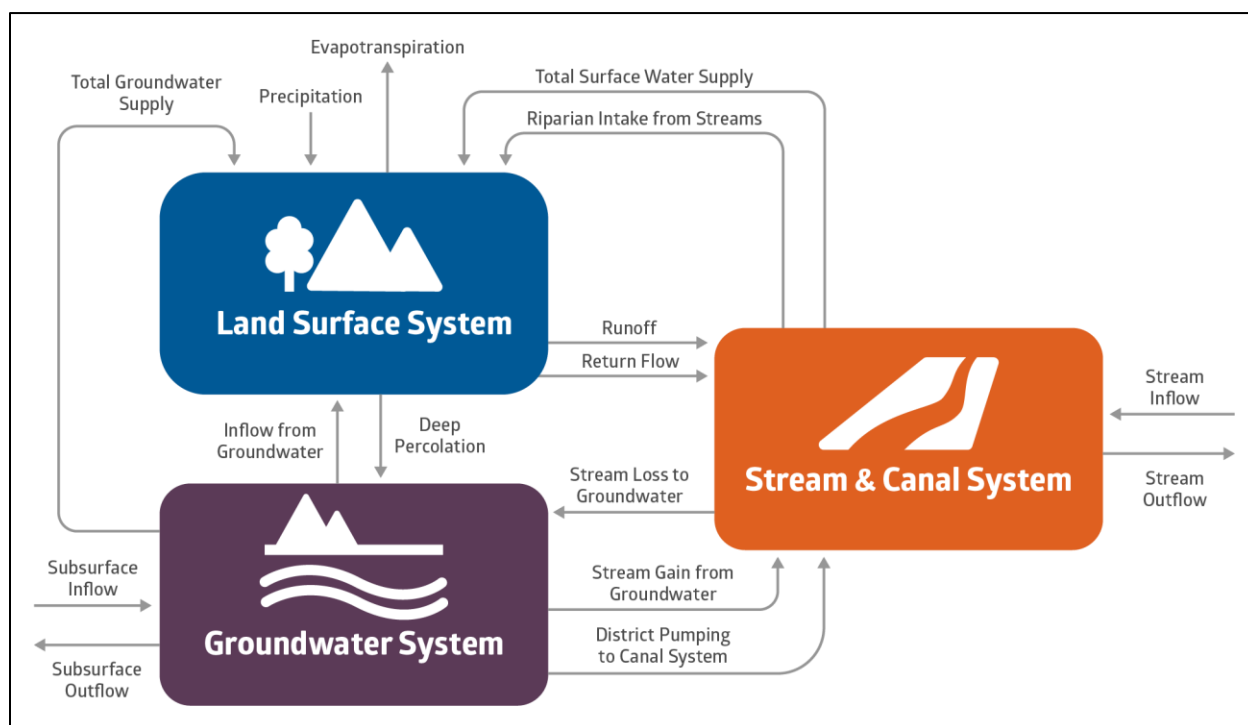 Evapotranspiration
Total Groundwater
Supply
Precipitation
Total Surface Water Supply
Riparian Intake from Streams
Land Surface System
Runoff
Return Flow
Stream
Inflow
Stream
Outflow
Inflow from
Groundwater
Deep
Percolation
Stream & Canal System
Stream Loss to
Groundwater
Subsurface
Inflow
Stream Gain from
Groundwater
Groundwater System
District Pumping
to Canal System
Subsurface
Outflow